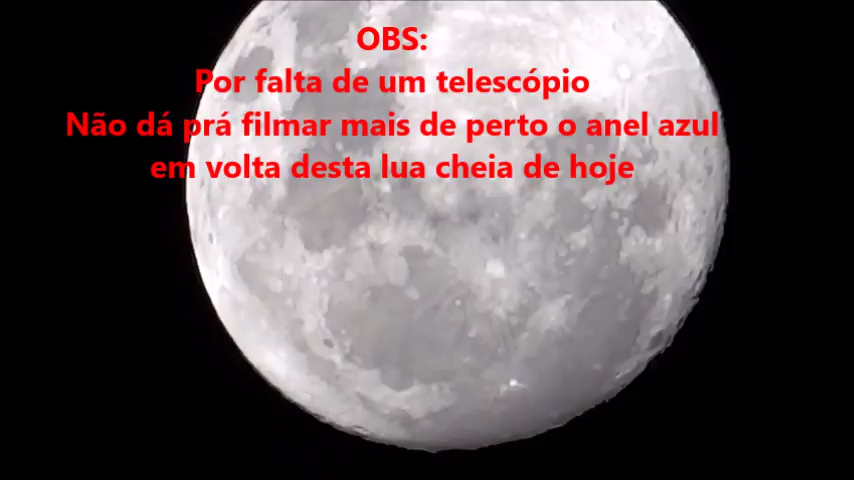 OBS:
Por falta de um telescópio
Não dá prá filmar mais de perto o anel azul
em volta desta lua cheia de hoje